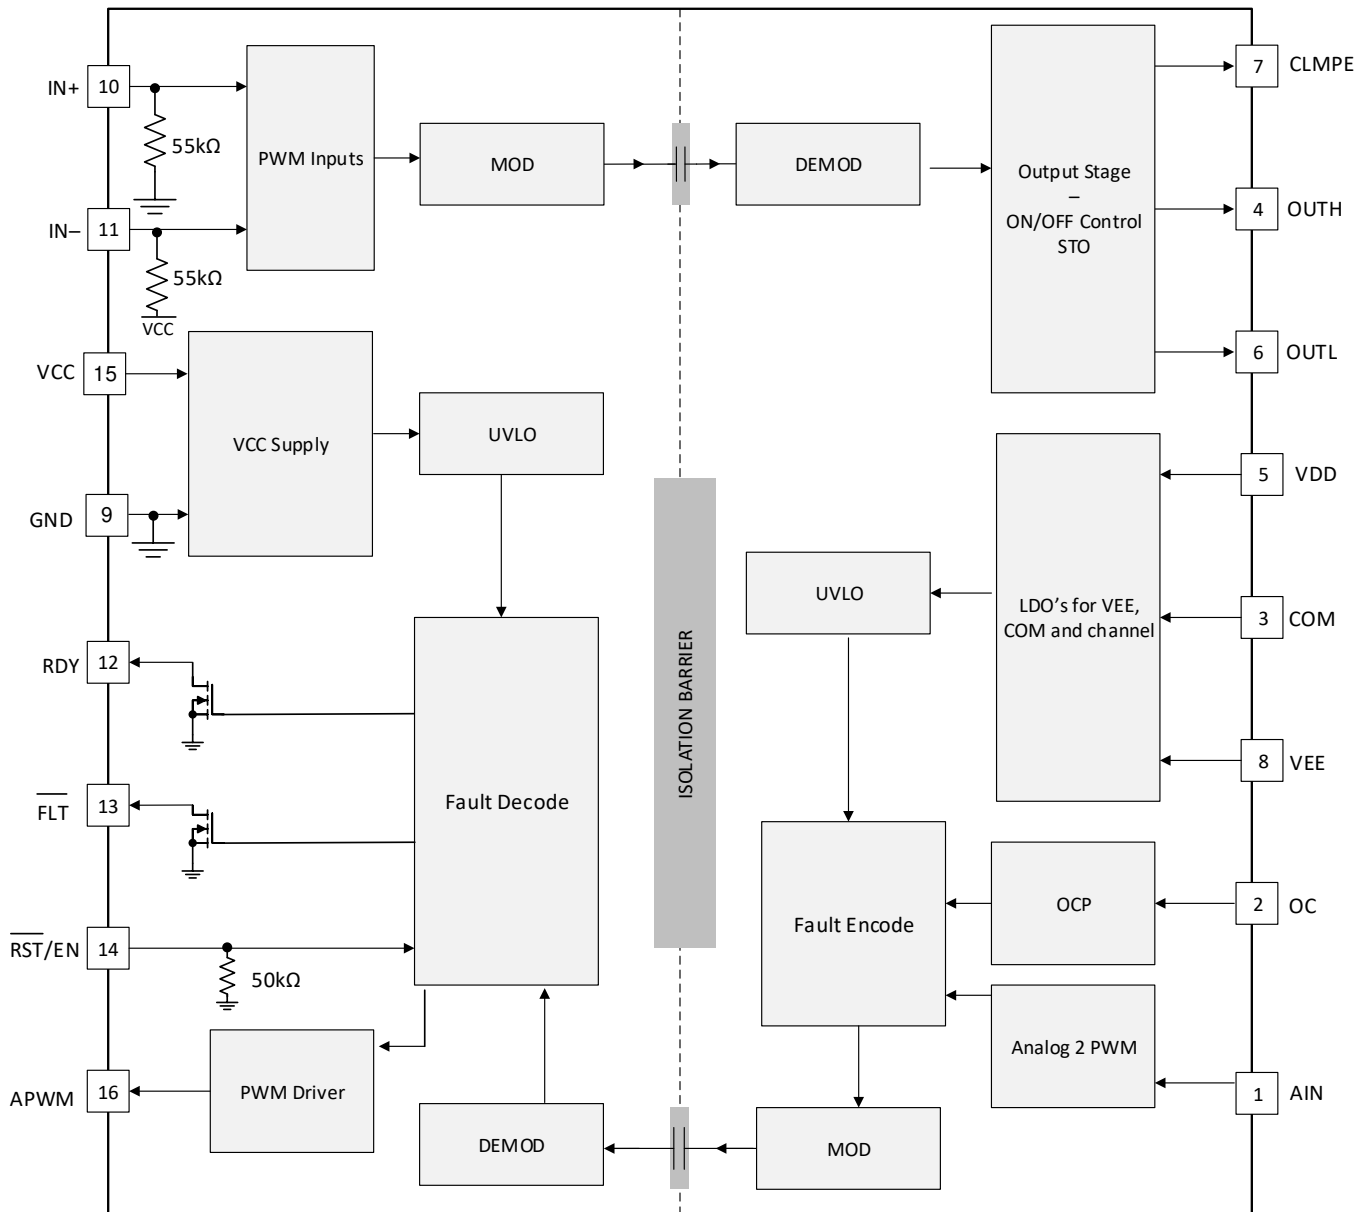 IN+
10
55kΩ
IN–
11
55kΩ
VCC
PWM Inputs
MOD
DEMOD
Output Stage
–
ON/OFF Control
STO
7
CLMPE
4
OUTH
6
OUTL
VCC
15
VCC Supply
UVLO
GND
9
5
VDD
3
COM
8
VEE
LDO's for VEE,
COM and channel
UVLO
ISOLATION BARRIER
RDY
12
FLT
13
RST/EN
14
50kΩ
Fault Decode
Fault Encode
OCP
2
OC
Analog 2 PWM
1
AIN
APWM
16
PWM Driver
DEMOD
MOD